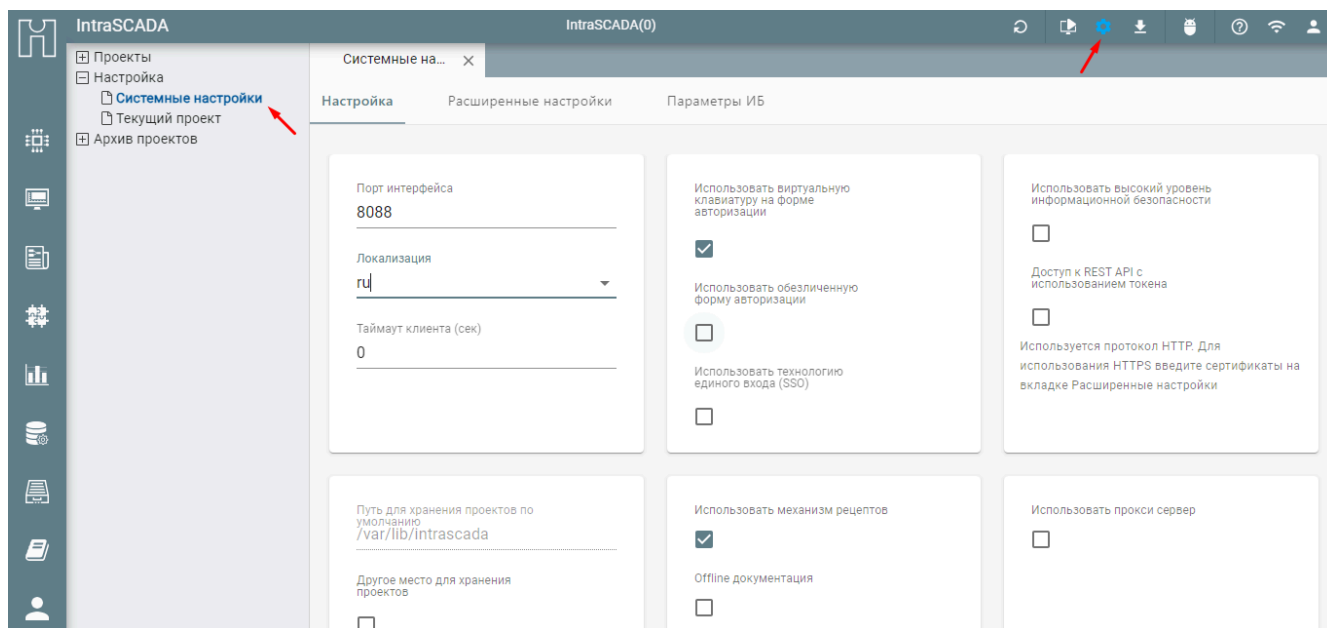 IntraSCADA
IntraSCADA(0)
Проекты
Настройка
Системные настройки
Текущий проект
Архив проектов
Системные на...
Настройка
Расширенные настройки
Параметры ИБ
Порт интерфейса
8088
Локализация
ru
Таймаут клиента (сек)
0
Использовать виртуальную
клавиатуру на форме
авторизации
Использовать обезличенную
форму авторизации
Использовать технологию
единого входа (SSO)
Использовать высокий уровень
информационной безопасности
Доступ к REST API с
использованием токена
Используется протокол HTTP. Для
использования HTTPS введите сертификаты на
вкладке Расширенные настройки
Путь для хранения проектов по
умолчанию
/var/lib/intrascada
Другое место для хранения
проектов
Использовать механизм рецептов
Offline документация
Использовать прокси сервер